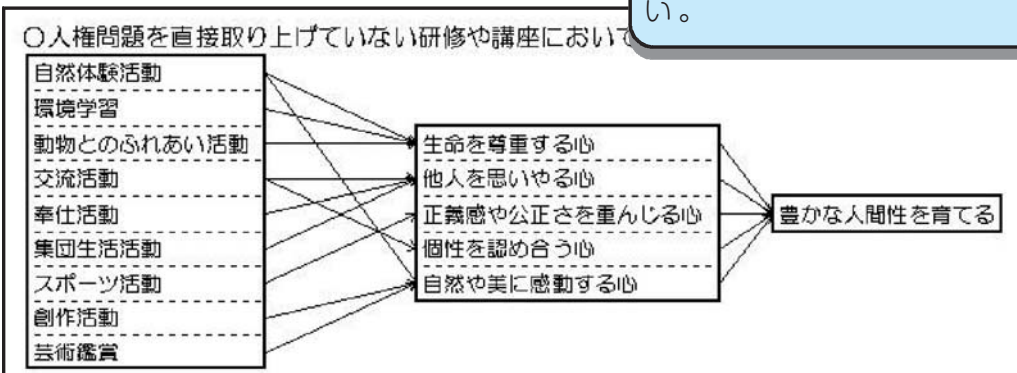 い。
○人権問題を直接取り上げていない研修や講座において
自然体験活動
環境学習
動物とのふれあい活動
交流活動
奉仕活動
集団生活活動
スポーツ活動
創作活動
芸術鑑賞
生命を尊重する心
他人を思いやる心
正義感や公正さを重んじる心
個性を認め合う心
自然や美に感動する心
豊かな人間性を育てる